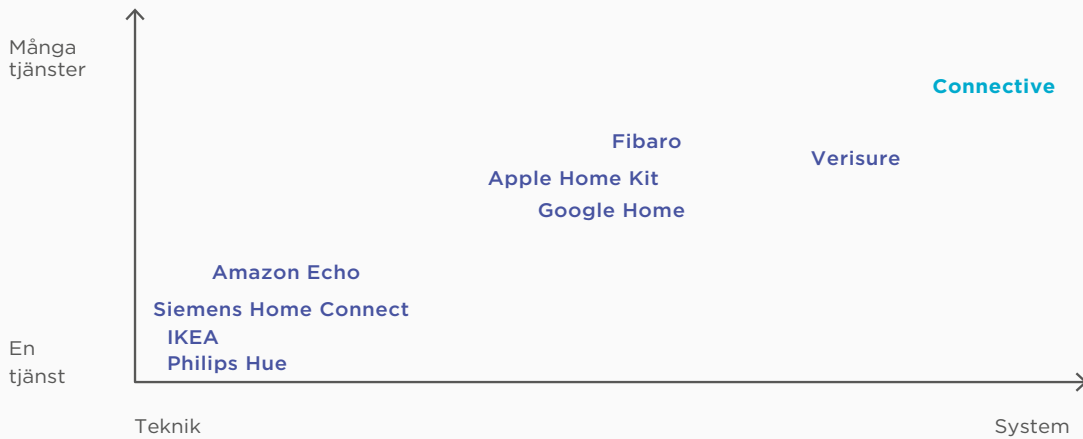 Många
tjänster
Connective
Fibaro
Verisure
Apple Home Kit
Google Home
Amazon Echo
Siemens Home Connect
IKEA
En
Philips Hue
tjänst
Teknik
System